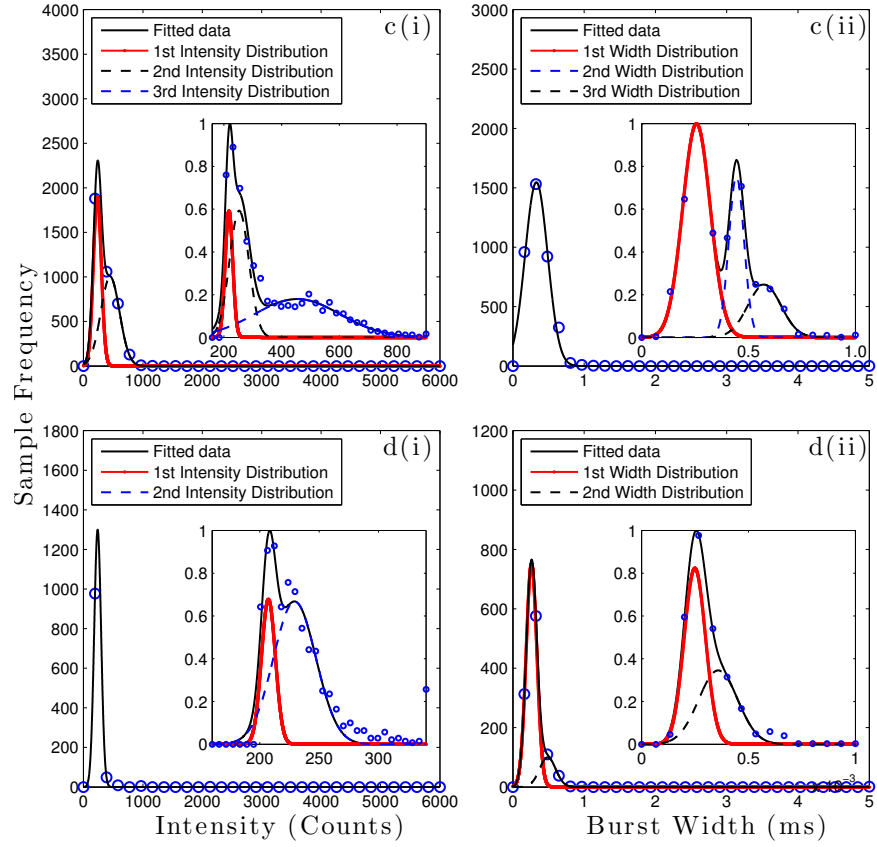 c(i)
Fitted data
1st Intensity Distribution
2nd Intensity Distribution
3rd Intensity Distribution
4000
3500
3000
2500
2000
1500
1000
500
0
0 1000 2000 3000 4000 5000 6000
1
0.8
0.6
0.4
0.2
0
200 400 600 800
c(ii)
Fitted data
1st Width Distribution
2nd Width Distribution
3rd Width Distribution
3000
2500
2000
1500
1000
500
0
0 1 2 3 4 5
1
0.8
0.6
0.4
0.2
0
0 0.5 1.0
Sample Frequency
d(i)
Fitted data
1st Intensity Distribution
2nd Intensity Distribution
1800
1600
1400
1200
1000
800
600
400
200
0
0 1000 2000 3000 4000 5000 6000
1
0.8
0.6
0.4
0.2
0
200 250 300
Intensity (Counts)
d(ii)
Fitted data
1st Width Distribution
2nd Width Distribution
1200
1000
800
600
400
200
0
0 1 2 3 4 5
1
0.8
0.6
0.4
0.2
0
0 0.5 1
Burst Width (ms)